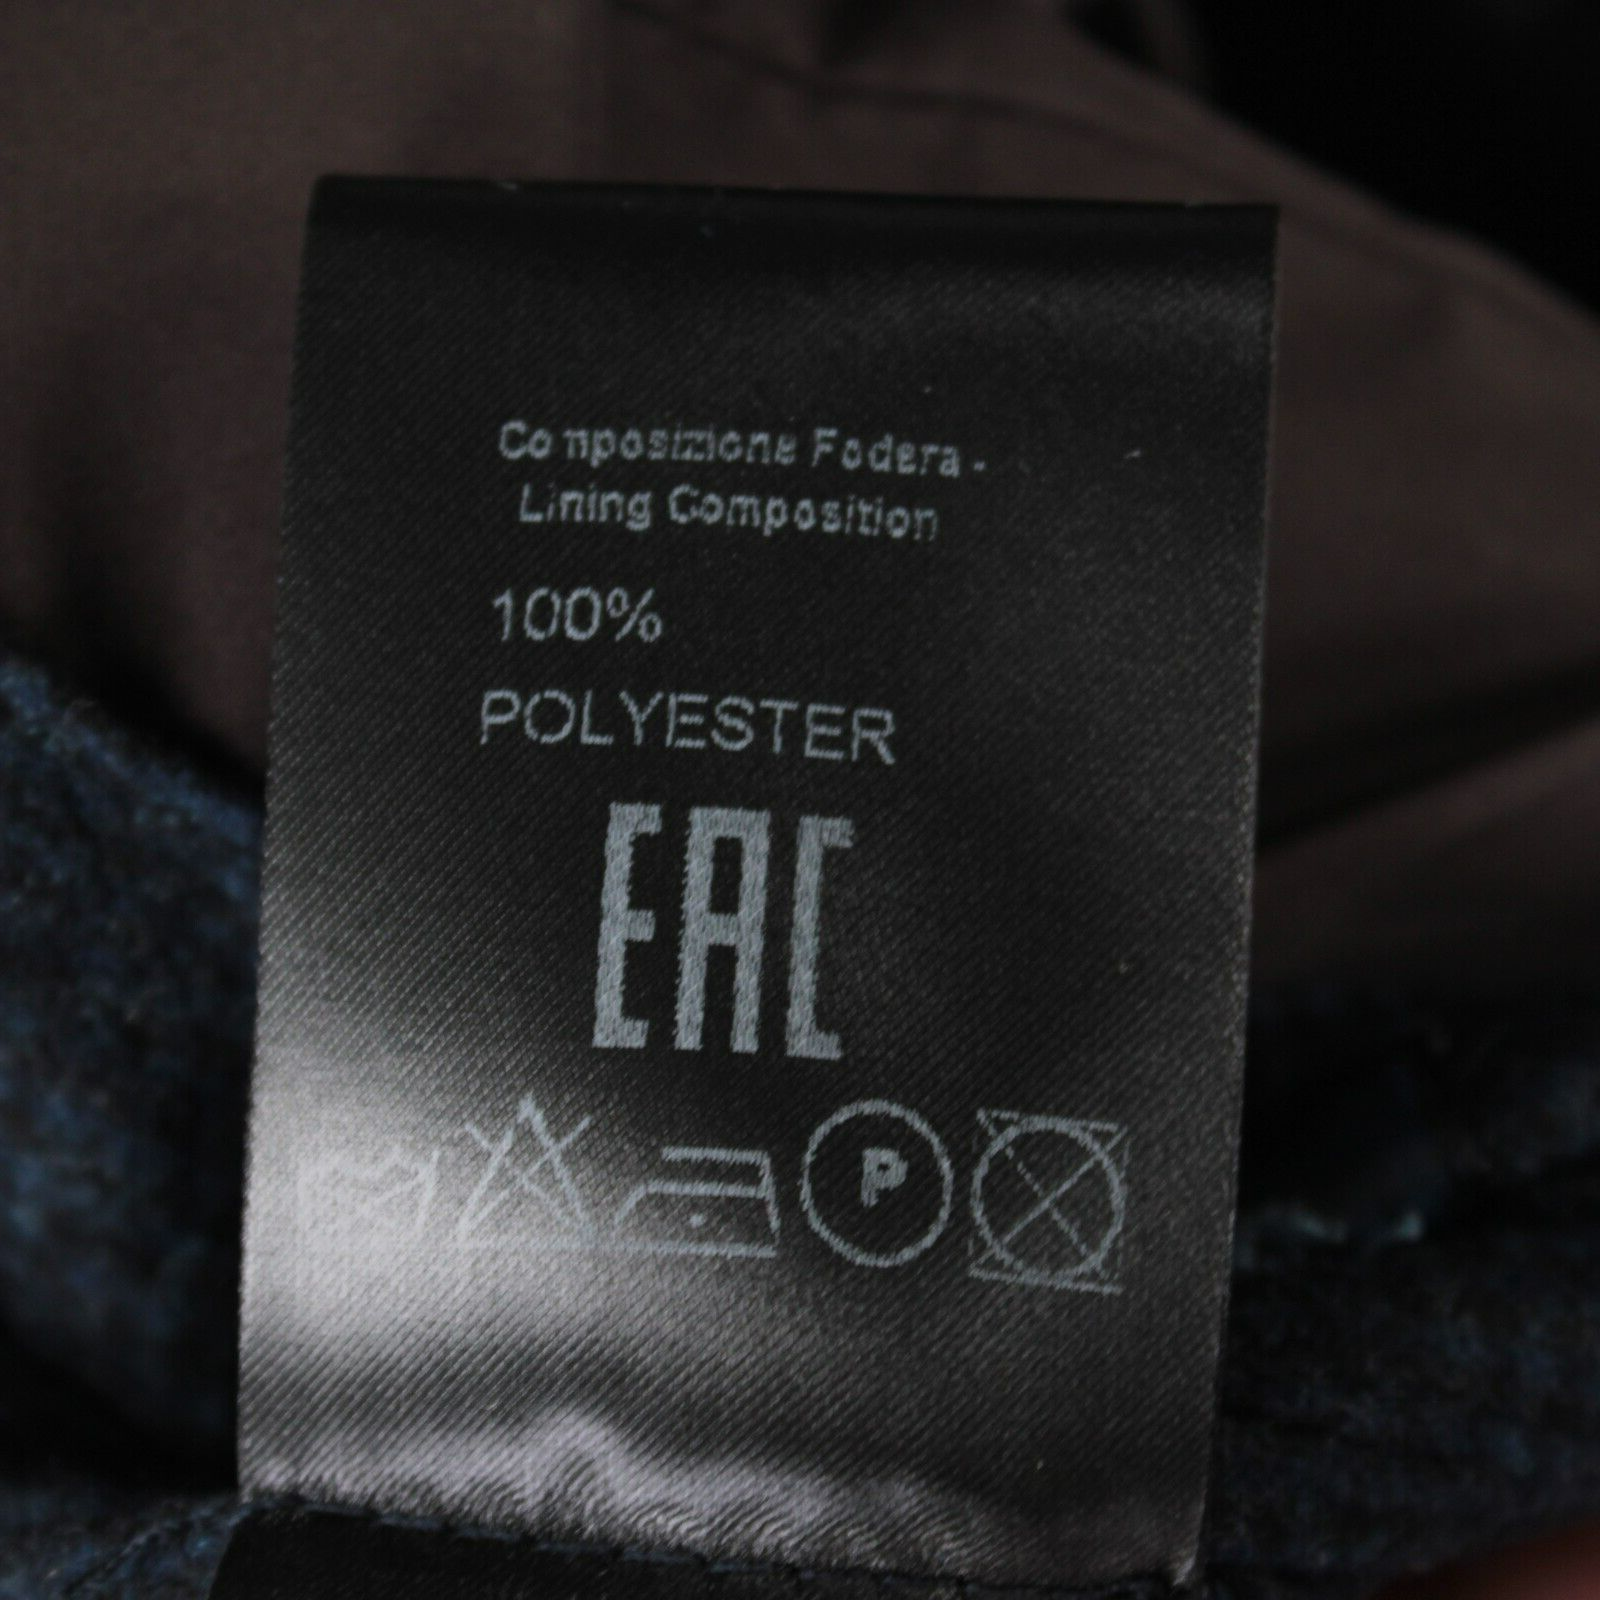 Composizione Fodera -
Lining Composition
100%
POLYESTER
EAC
P